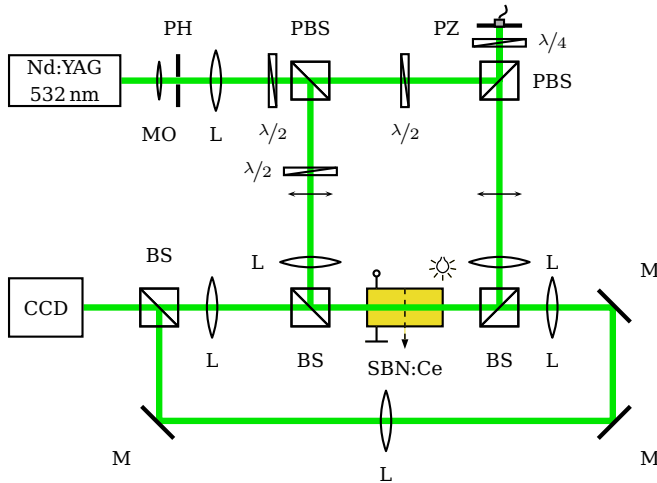 PH
PBS
PZ
λ/4
Nd:YAG
532 nm
PBS
MO
L
λ/2
λ/2
λ/2
BS
L
L
M
CCD
L
BS
SBN:Ce
BS
L
M
L
M